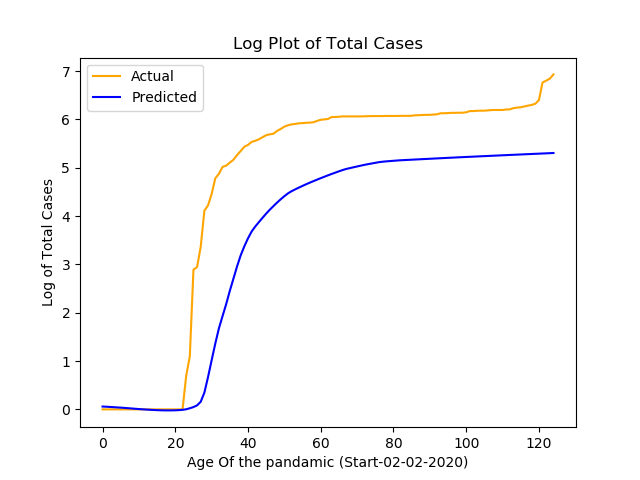 Log Plot of Total Cases
Actual
Predicted
Log of Total Cases
7
6
5
4
3
2
1
0
0 20 40 60 80 100 120
Age Of the pandamic (Start-02-02-2020)